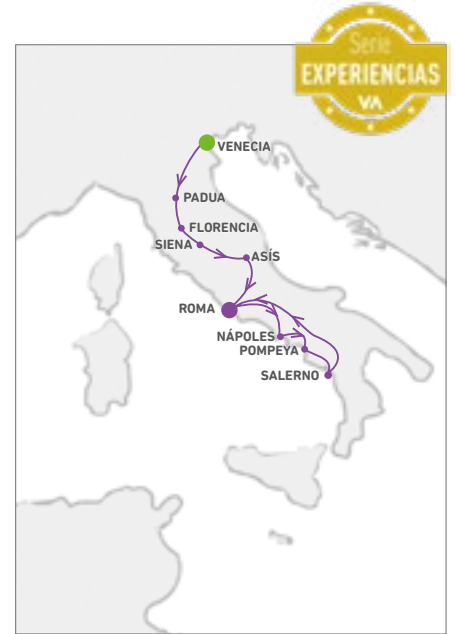 Serie
EXPERIENCIAS
VA
VENECIA
PADUA
FLORENCIA
SIENA
ASÍS
ROMA
NÁPOLES
POMPEYA
SALERNO